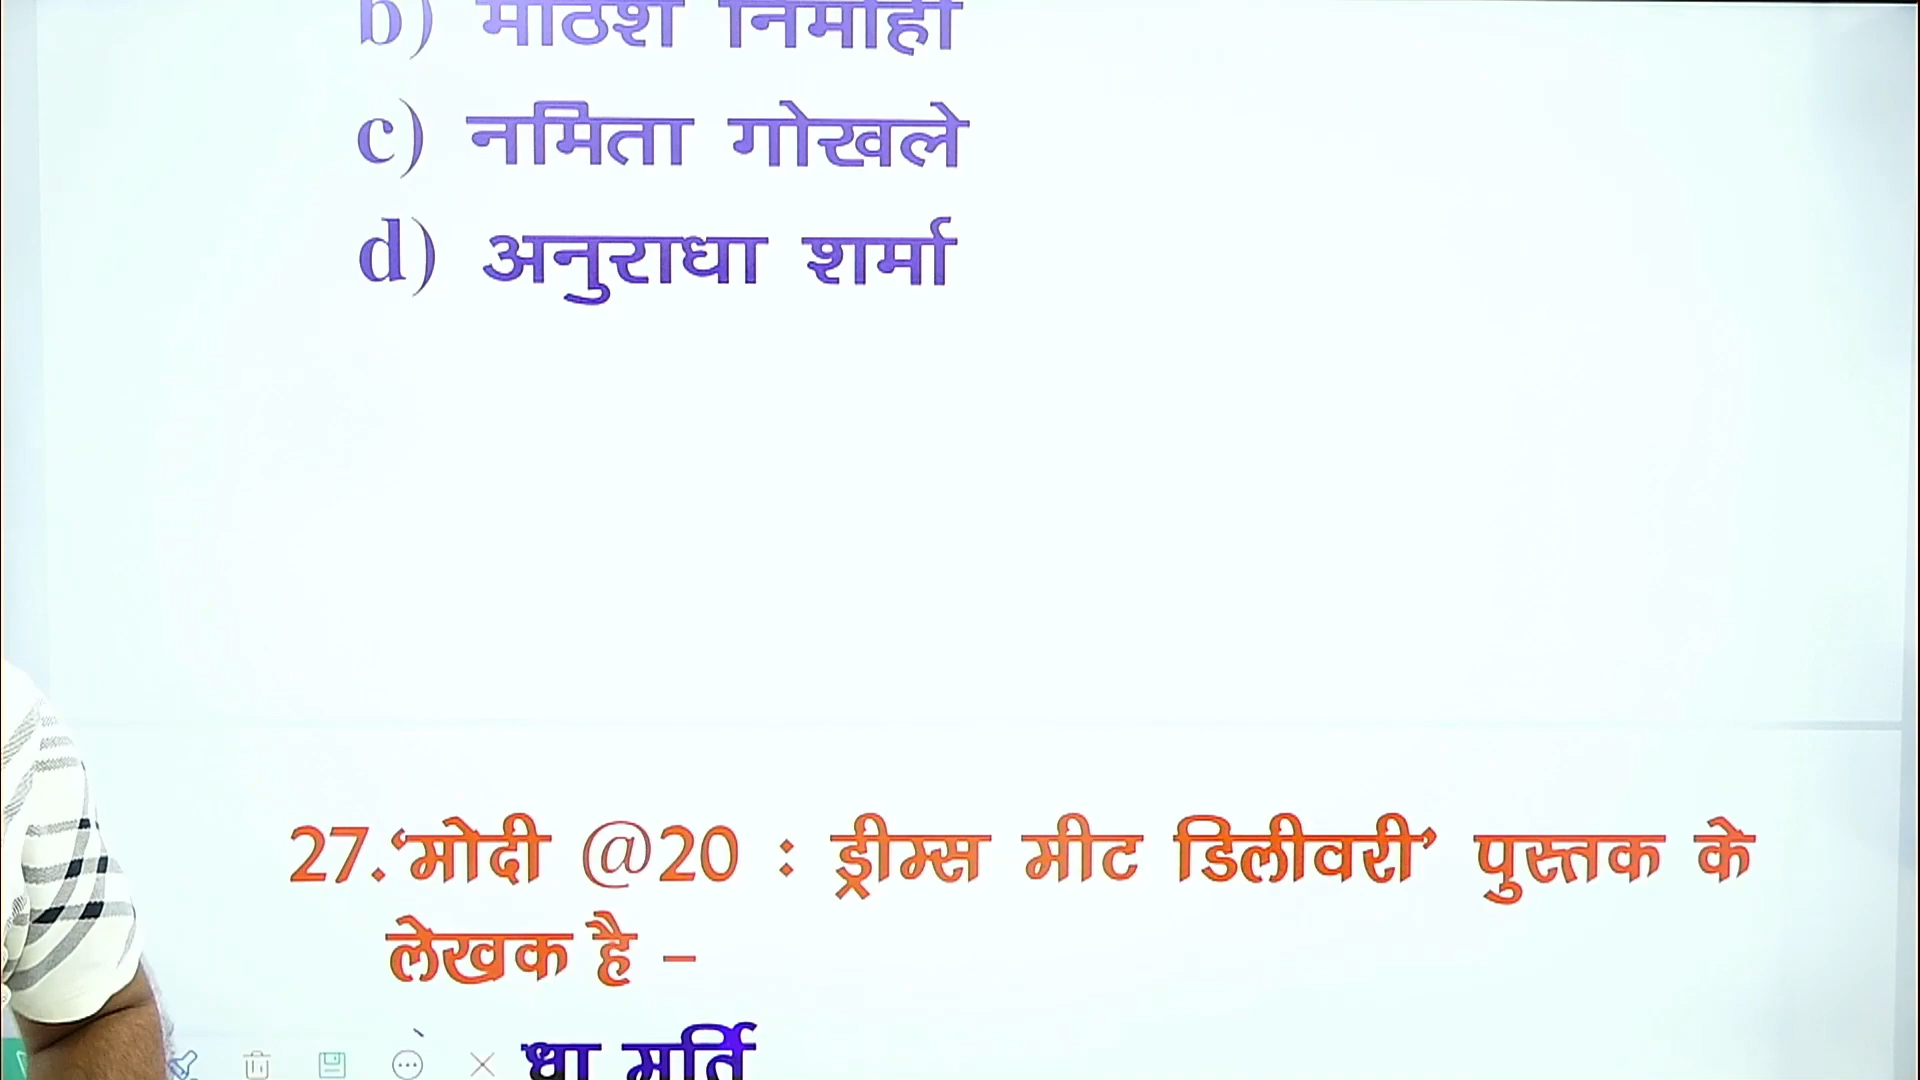 b) मीठेश निर्मोही
c) नमिता गोखले
d) अनुराधा शर्मा
27.‘मोदी @20 : ड्रीम्स मीट डिलीवरी’ पुस्तक के
लेखक है –
धा मूर्ति